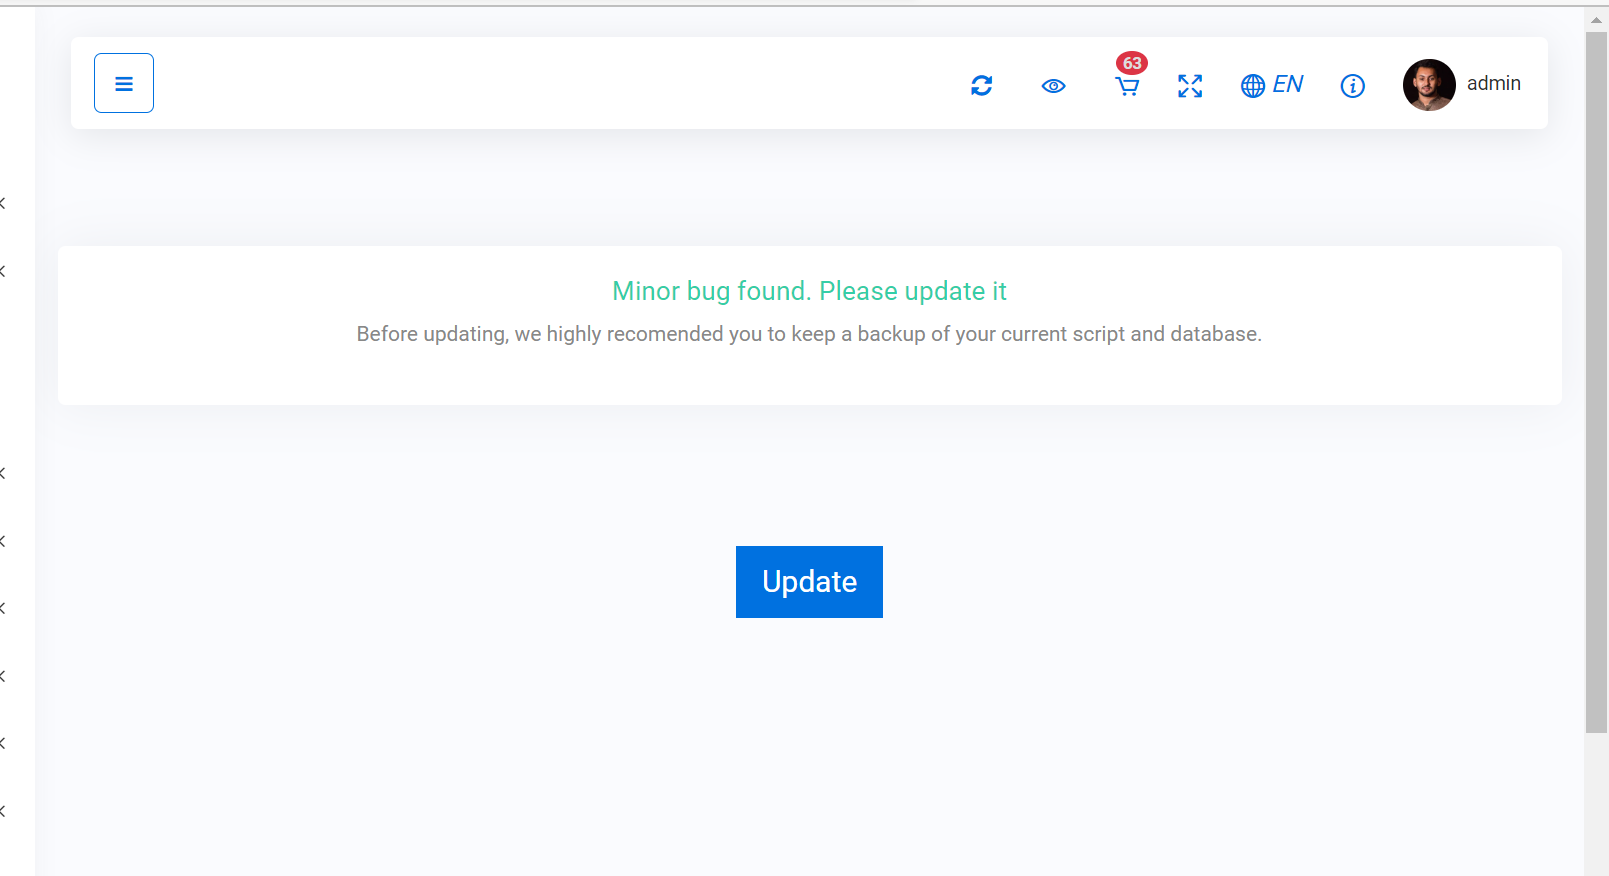 63
EN
admin
Minor bug found. Please update it
Before updating, we highly recomended you to keep a backup of your current script and database.
Update